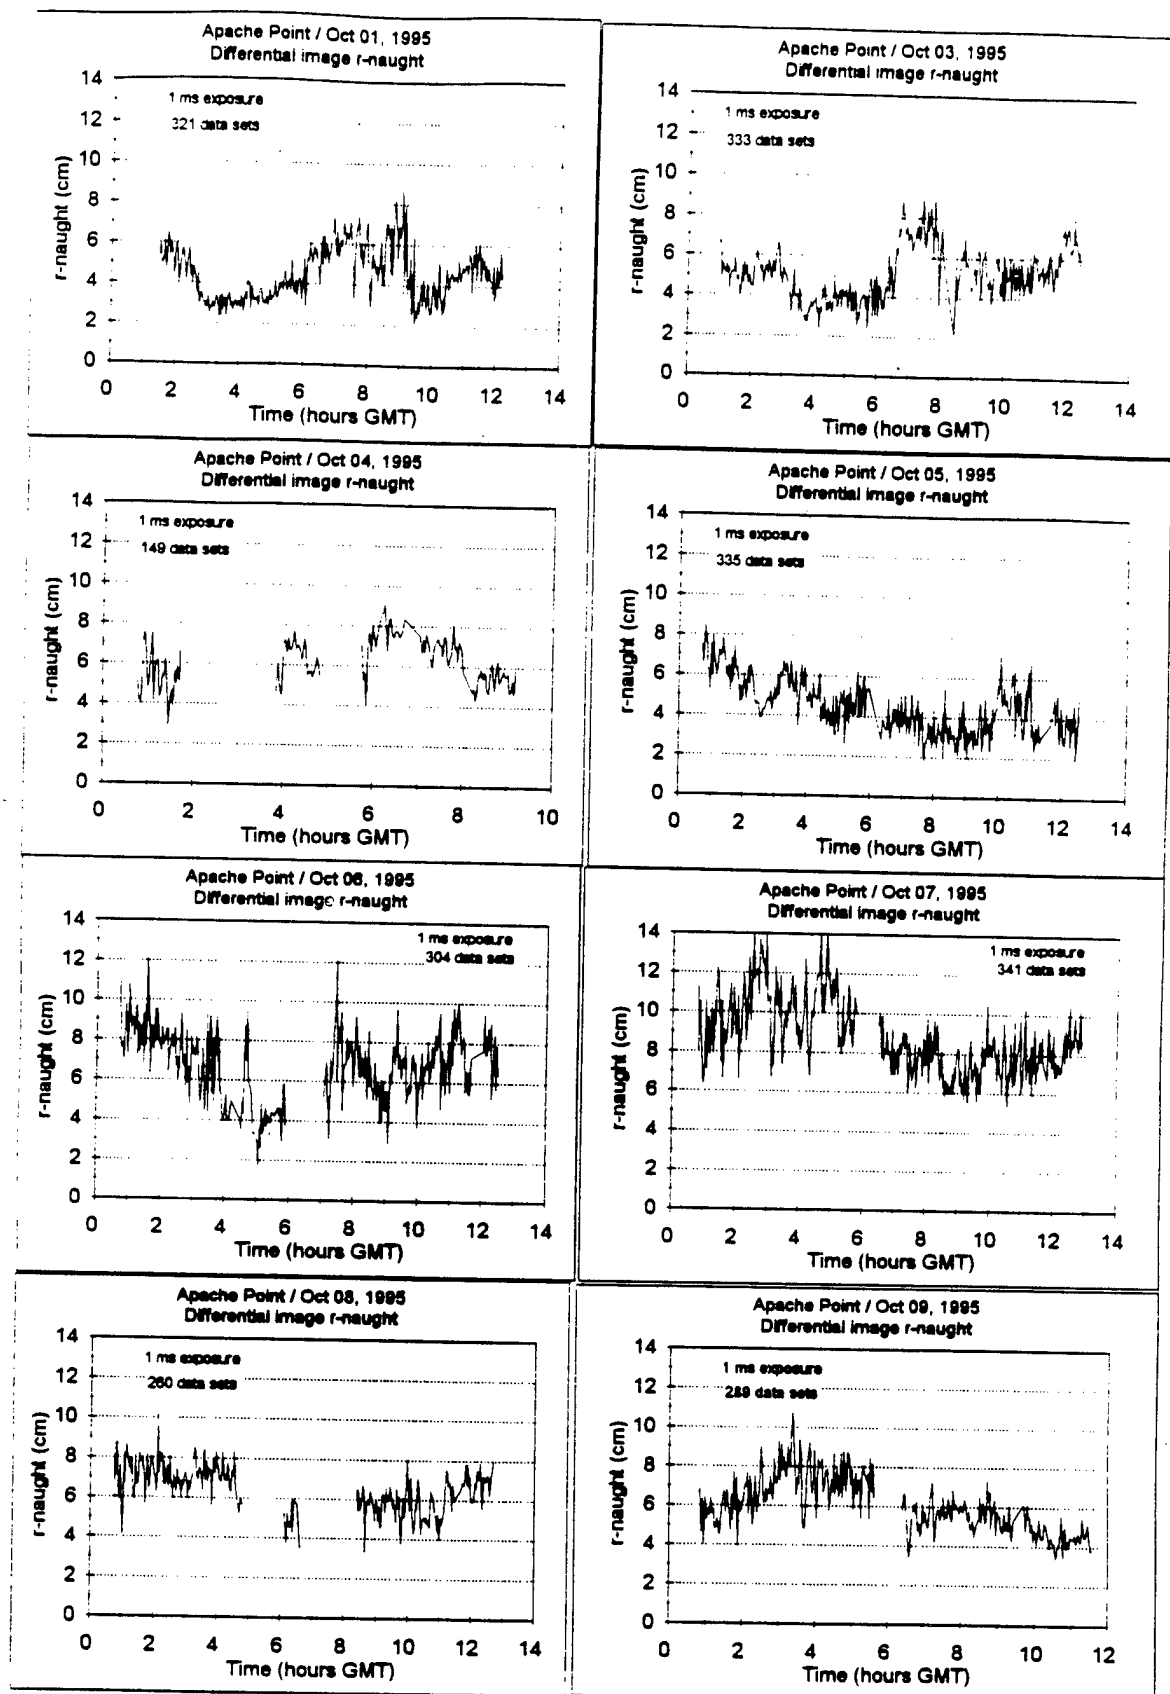 Apache Point / Oct 01, 1995
Differential image r-naught
14
12
10
8
6
4
2
0
r-naught (cm)
1 ms exposure
321 data sets
0 2 4 6 8 10 12 14
Time (hours GMT)
Apache Point / Oct 03, 1995
Differential image r-naught
14
12
10
8
6
4
2
0
r-naught (cm)
1 ms exposure
333 data sets
0 2 4 6 8 10 12 14
Time (hours GMT)
Apache Point / Oct 04, 1995
Differential image r-naught
14
12
10
8
6
4
2
0
r-naught (cm)
1 ms exposure
149 data sets
0 2 4 6 8 10
Time (hours GMT)
Apache Point / Oct 05, 1995
Differential image r-naught
14
12
10
8
6
4
2
0
r-naught (cm)
1 ms exposure
335 data sets
0 2 4 6 8 10 12 14
Time (hours GMT)
Apache Point / Oct 06, 1995
Differential image r-naught
14
12
10
8
6
4
2
0
r-naught (cm)
1 ms exposure
304 data sets
0 2 4 6 8 10 12 14
Time (hours GMT)
Apache Point / Oct 07, 1995
Differential image r-naught
14
12
10
8
6
4
2
0
r-naught (cm)
1 ms exposure
341 data sets
0 2 4 6 8 10 12 14
Time (hours GMT)
Apache Point / Oct 08, 1995
Differential image r-naught
14
12
10
8
6
4
2
0
r-naught (cm)
1 ms exposure
260 data sets
0 2 4 6 8 10 12 14
Time (hours GMT)
Apache Point / Oct 09, 1995
Differential image r-naught
14
12
10
8
6
4
2
0
r-naught (cm)
1 ms exposure
289 data sets
0 2 4 6 8 10 12
Time (hours GMT)